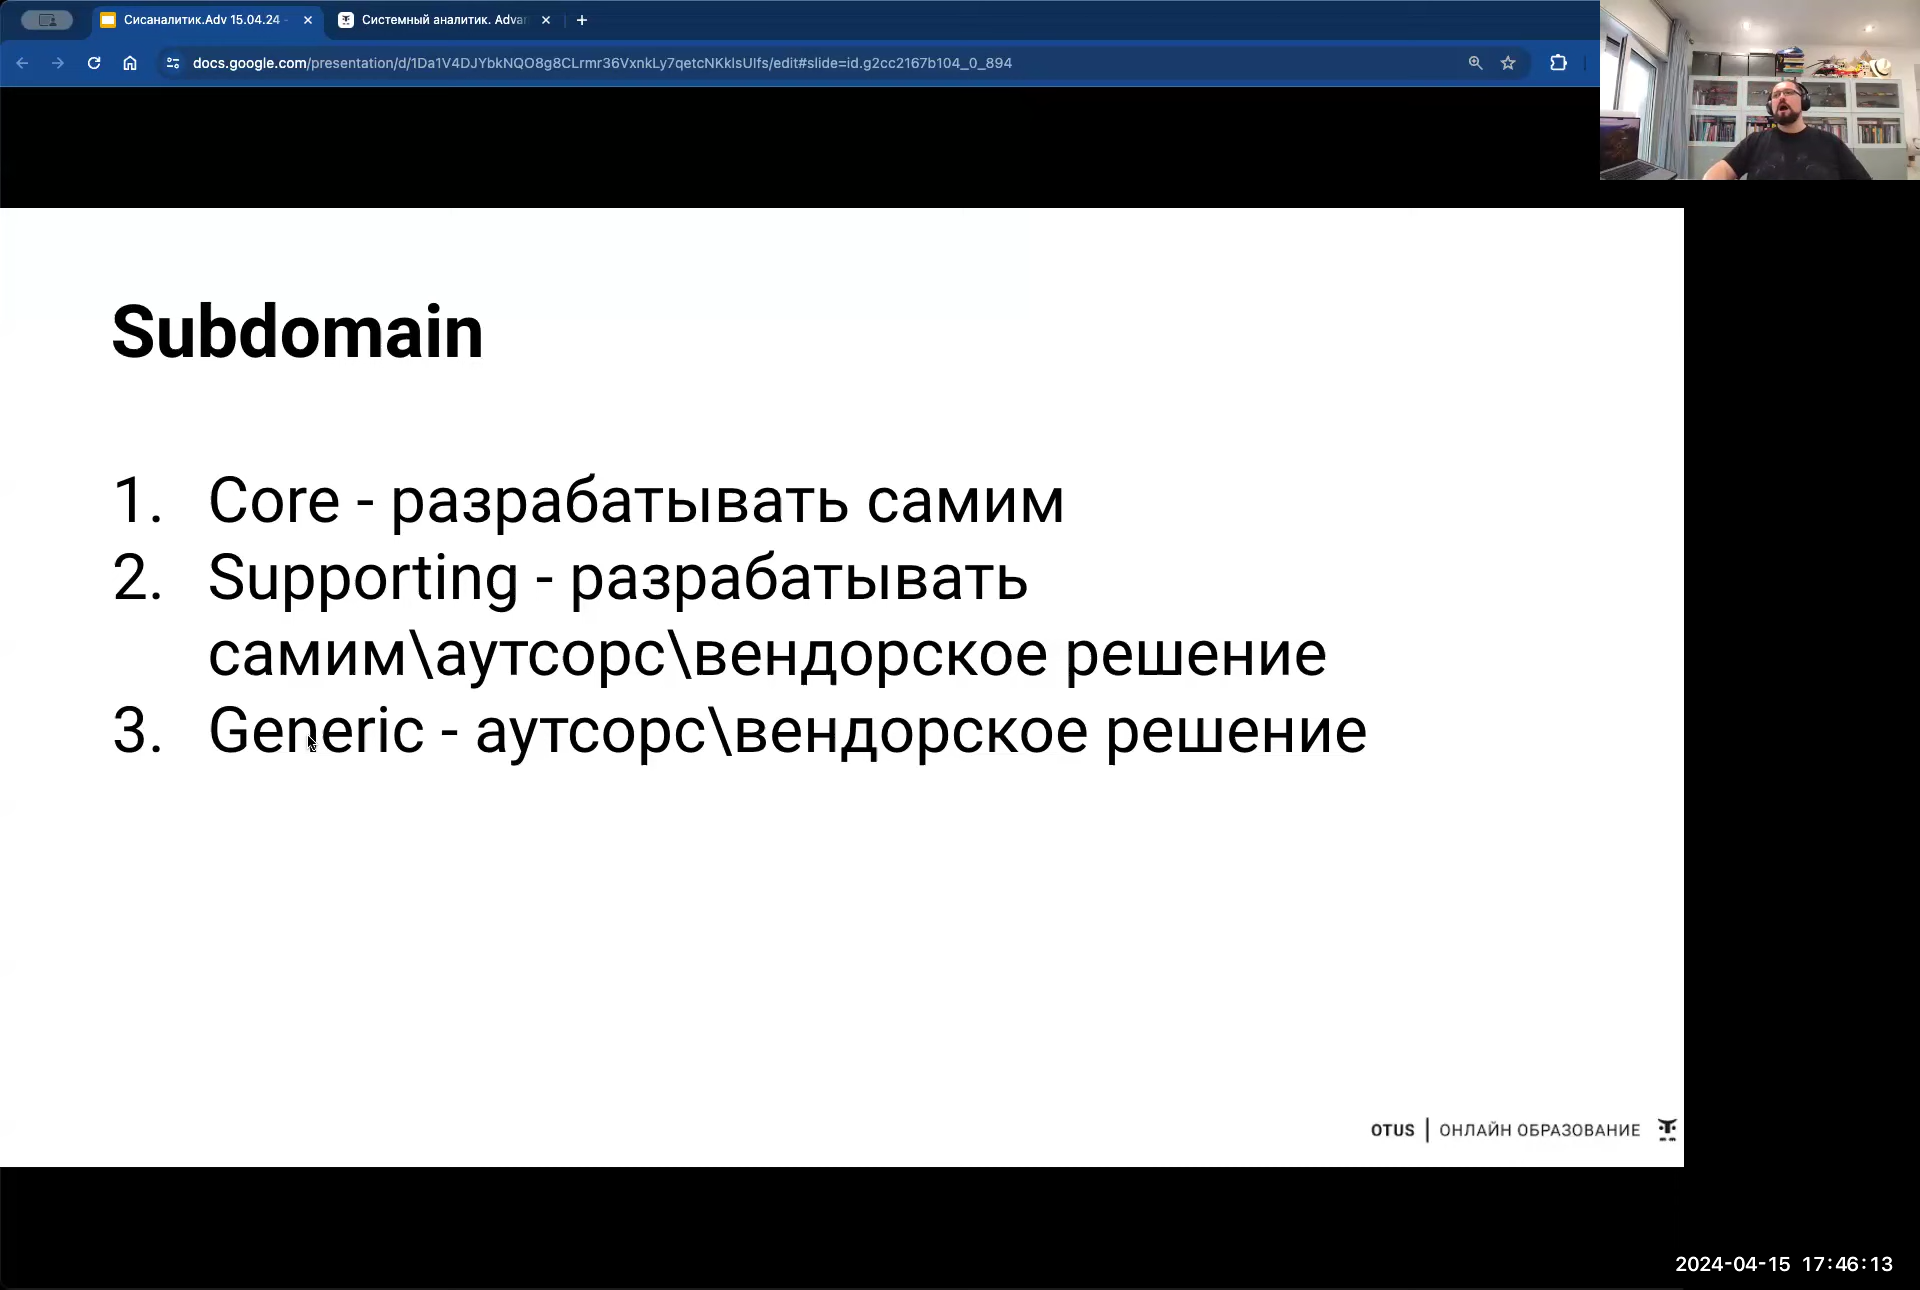 Сисаналитик.Adv 15.04.24 -
Системный аналитик. Advan
docs.google.com/presentation/d/1Da1V4DJYbkNQO8g8CLrmr36VxnkLy7qetcNKklsUlfs/edit#slide=id.g2cc2167b104_0_894
Subdomain
1. Core - разрабатывать самим
2. Supporting - разрабатывать
самим\аутсорс\вендорское решение
3. Generic - аутсорс\вендорское решение
OTUS | ОНЛАЙН ОБРАЗОВАНИЕ
2024-04-15 17:46:13